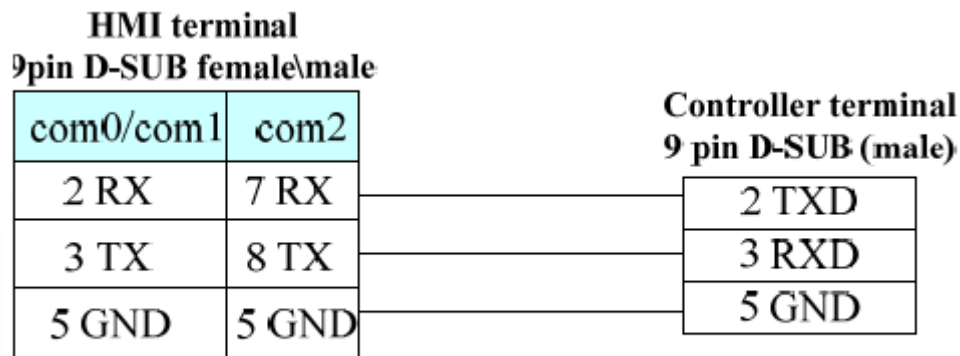 HMI terminal
9pin D-SUB female\male
com0/com1 com2
2 RX 7 RX
3 TX 8 TX
5 GND 5 GND
Controller terminal
9 pin D-SUB (male)
2 TXD
3 RXD
5 GND